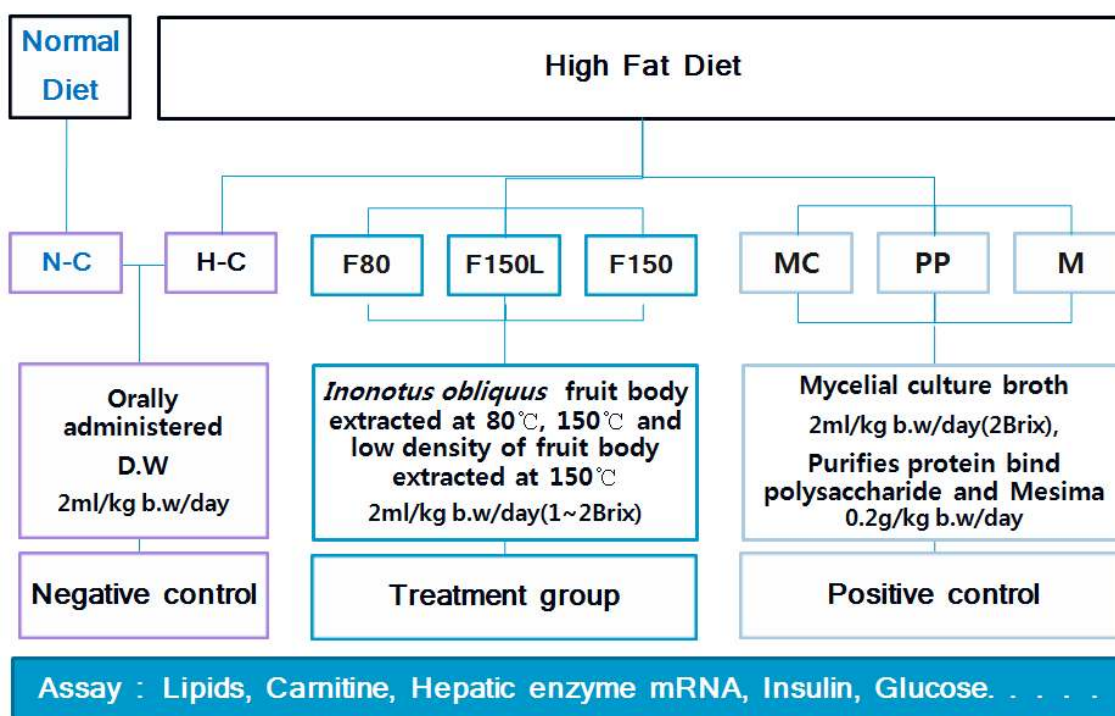 Normal
Diet
High Fat Diet
N-C
H-C
F80
F150L
F150
MC
PP
M
Orally
administered
D.W
2ml/kg b.w/day
Inonotus obliquus fruit body
extracted at 80℃, 150℃ and
low density of fruit body
extracted at 150℃
2ml/kg b.w/day(1~2Brix)
Mycelial culture broth
2ml/kg b.w/day(2Brix),
Purifies protein bind
polysaccharide and Mesima
0.2g/kg b.w/day
Negative control
Treatment group
Positive control
Assay : Lipids, Carnitine, Hepatic enzyme mRNA, Insulin, Glucose. . . . .